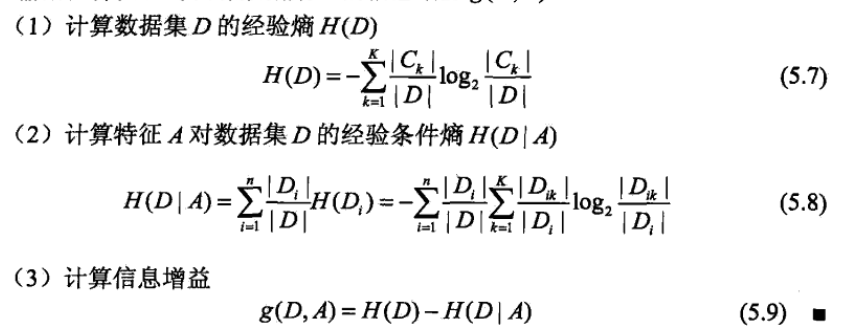 (1) 计算数据集 D 的经验熵 H(D)
H(D) = -\sum_{k=1}^{K} \frac{|C_k|}{|D|} \log_2 \frac{|C_k|}{|D|} (5.7)
(2) 计算特征 A 对数据集 D 的经验条件熵 H(D|A)
H(D|A) = \sum_{i=1}^{n} \frac{|D_i|}{|D|} H(D_i) = -\sum_{i=1}^{n} \frac{|D_i|}{|D|} \sum_{k=1}^{K} \frac{|D_{ik}|}{|D_i|} \log_2 \frac{|D_{ik}|}{|D_i|} (5.8)
(3) 计算信息增益
g(D, A) = H(D) - H(D|A) (5.9) ■